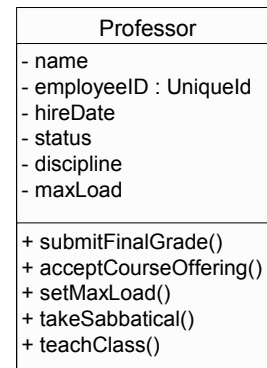 Professor
- name
- employeeID : UniqueId
- hireDate
- status
- discipline
- maxLoad
+ submitFinalGrade()
+ acceptCourseOffering()
+ setMaxLoad()
+ takeSabbatical()
+ teachClass()